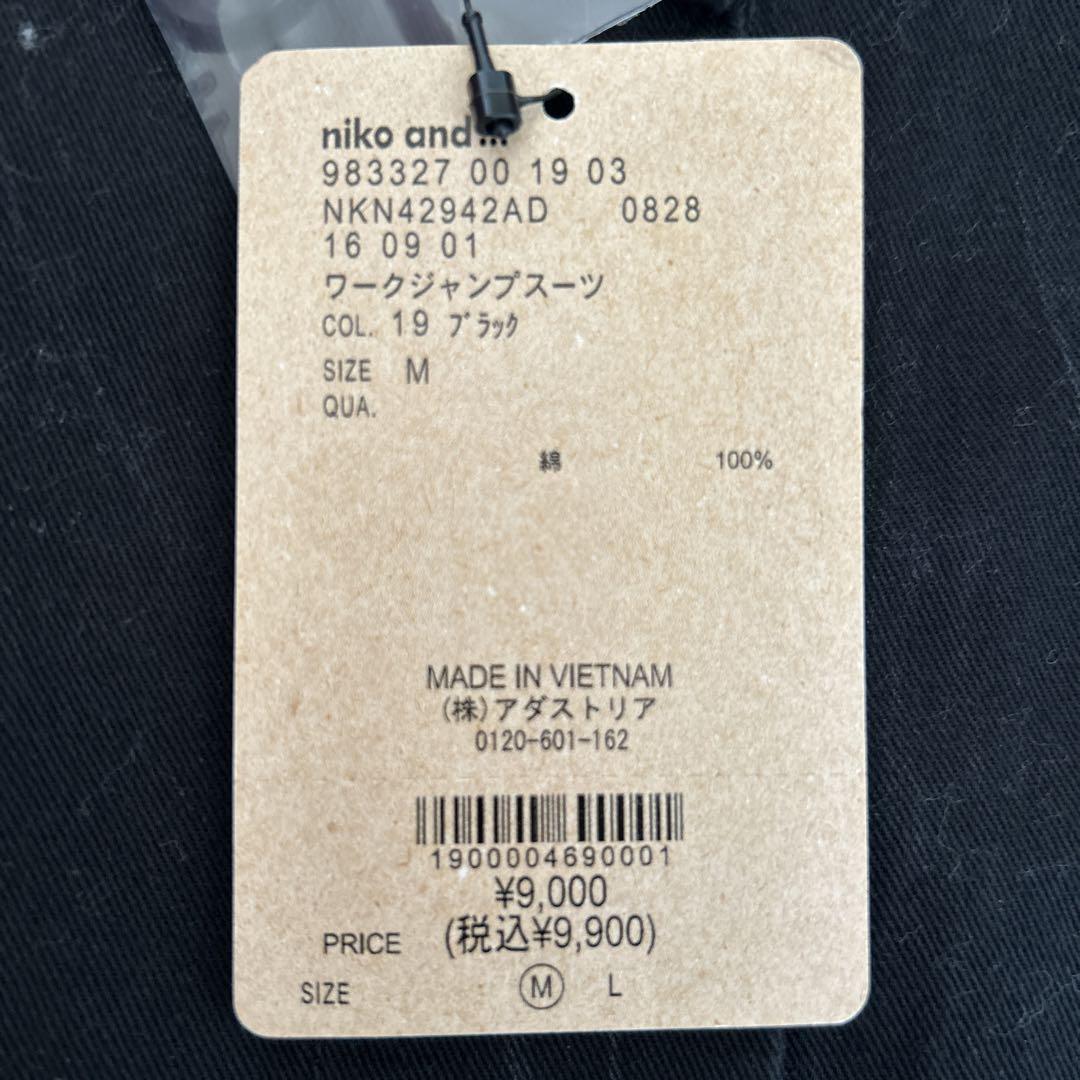 niko and ...
983327 00 19 03
NKN42942AD 0828
16 09 01
ワークジャンプスーツ
COL. 19 ﾌﾞﾗｯｸ
SIZE M
QUA.
綿 100%
MADE IN VIETNAM
(株)アダストリア
0120-601-162
1900004690001
¥9,000
PRICE (税込¥9,900)
SIZE M L